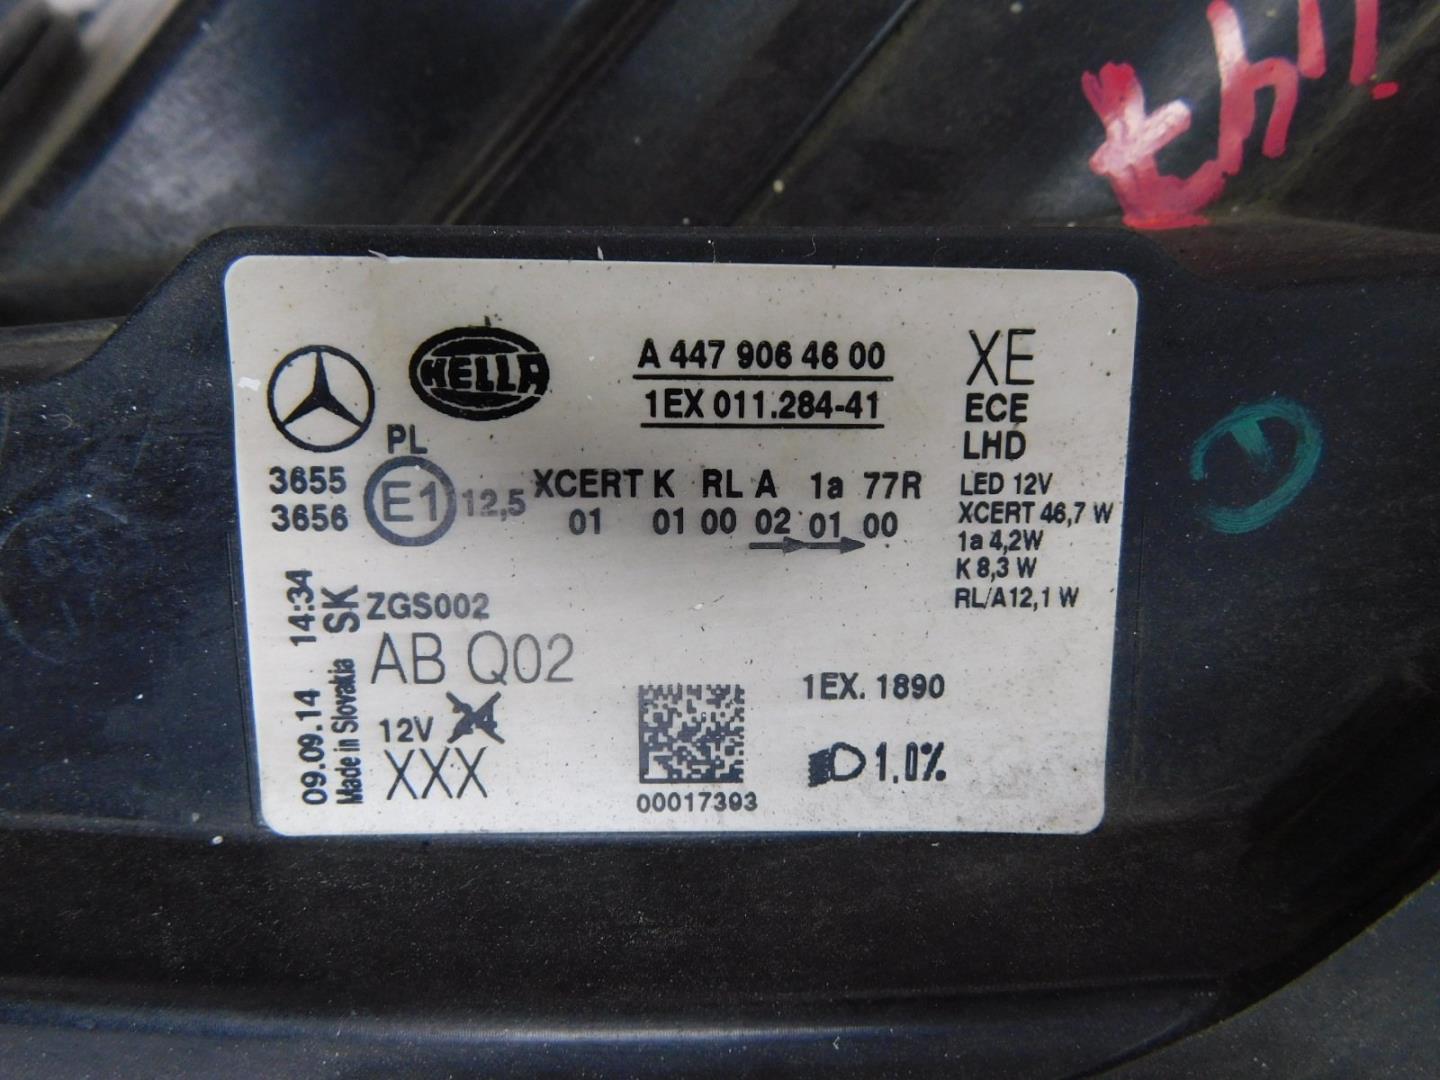 HELLA
A 447 906 46 00
1EX 011.284-41
XE
ECE
LHD
PL
3655
3656
E1
12,5
XCERT K RL A 1a 77R
01 01 00 02 01 00
LED 12V
XCERT 46,7 W
1a 4,2W
K 8,3 W
RL/A12,1 W
09.09.14 14:34
Made in Slovakia SK
ZGS002
AB Q02
12V
XXX
00017393
1EX. 1890
1.0%